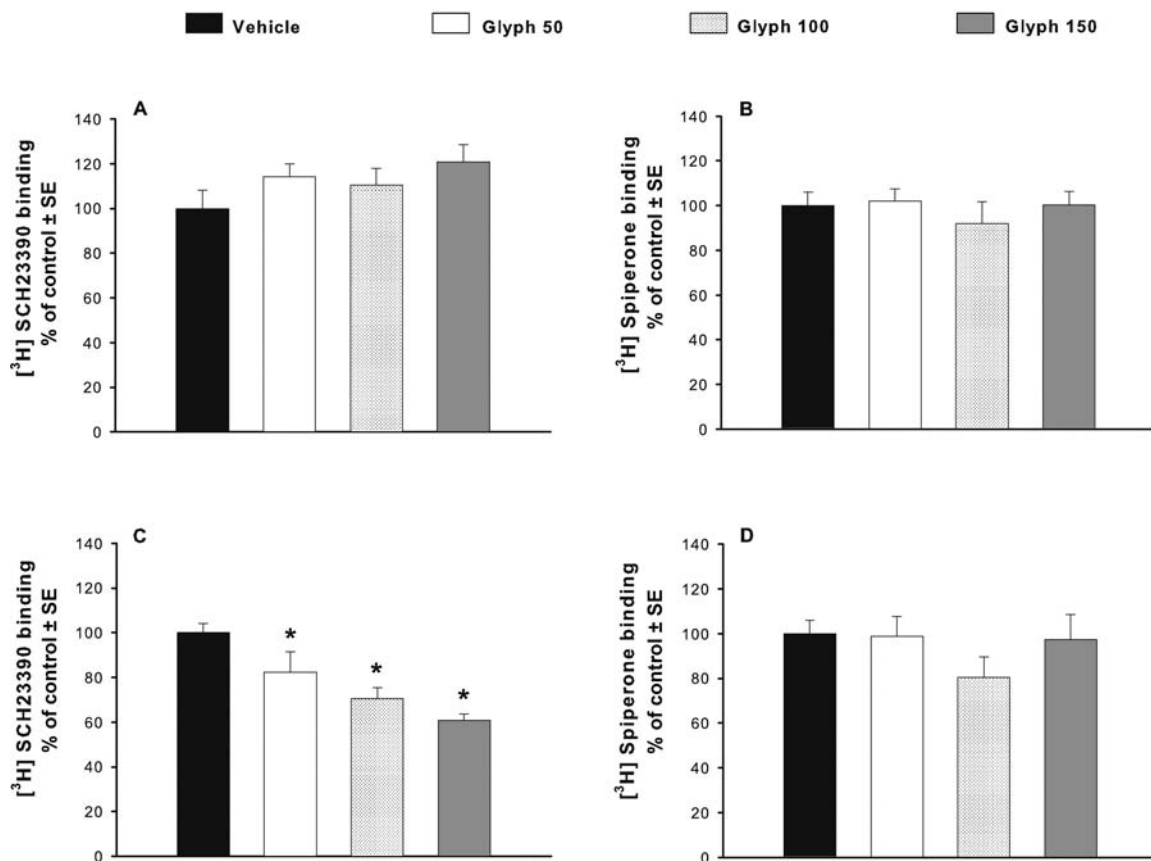 Vehicle Glyph 50 Glyph 100 Glyph 150
A
[³H] SCH23390 binding
% of control ± SE
140
120
100
80
60
40
20
0
B
[³H] Spiperone binding
% of control ± SE
140
120
100
80
60
40
20
0
C
[³H] SCH23390 binding
% of control ± SE
140
120
100
80
60
40
20
0
*
*
*
D
[³H] Spiperone binding
% of control ± SE
140
120
100
80
60
40
20
0